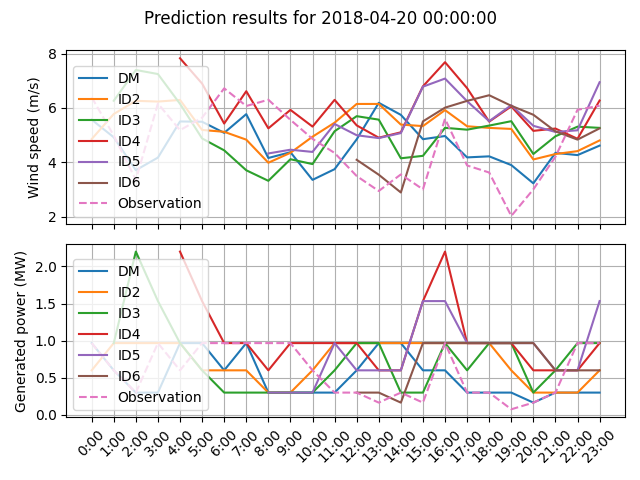 Prediction results for 2018-04-20 00:00:00
Wind speed (m/s)
8
6
4
2
DM
ID2
ID3
ID4
ID5
ID6
Observation
Generated power (MW)
2.0
1.5
1.0
0.5
0.0
DM
ID2
ID3
ID4
ID5
ID6
Observation
0:00 1:00 2:00 3:00 4:00 5:00 6:00 7:00 8:00 9:00 10:00 11:00 12:00 13:00 14:00 15:00 16:00 17:00 18:00 19:00 20:00 21:00 22:00 23:00